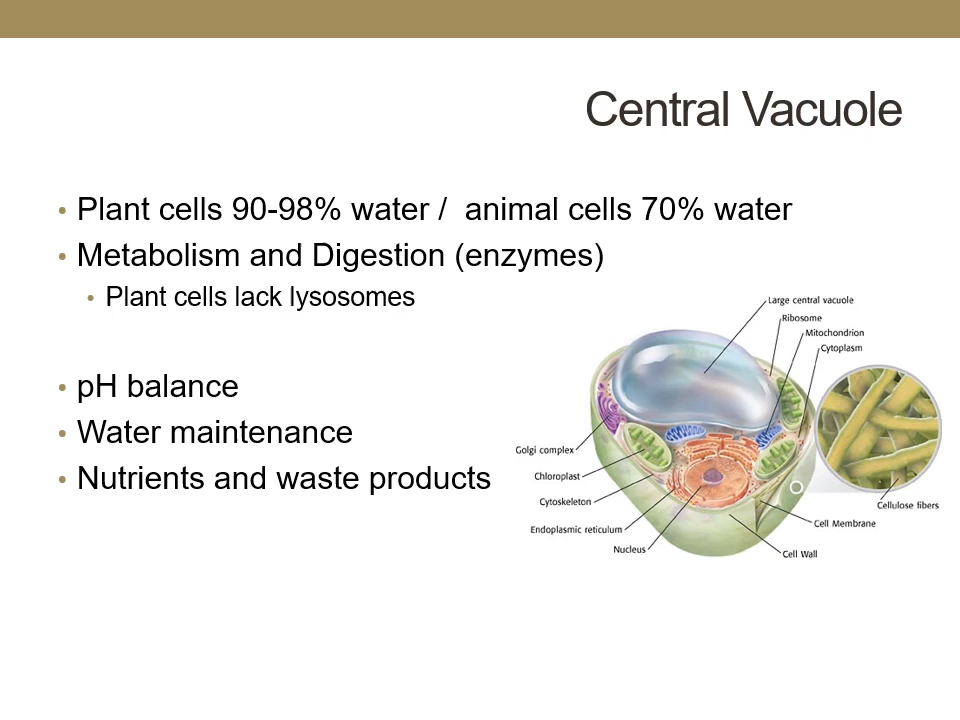 Central Vacuole
• Plant cells 90-98% water /  animal cells 70% water
• Metabolism and Digestion (enzymes)
• Plant cells lack lysosomes
• pH balance
• Water maintenance
• Nutrients and waste products
Large central vacuole
Ribosome
Mitochondrion
Cytoplasm
Golgi complex
Chloroplast
Cytoskeleton
Endoplasmic reticulum
Nucleus
Cellulose fibers
Cell Membrane
Cell Wall